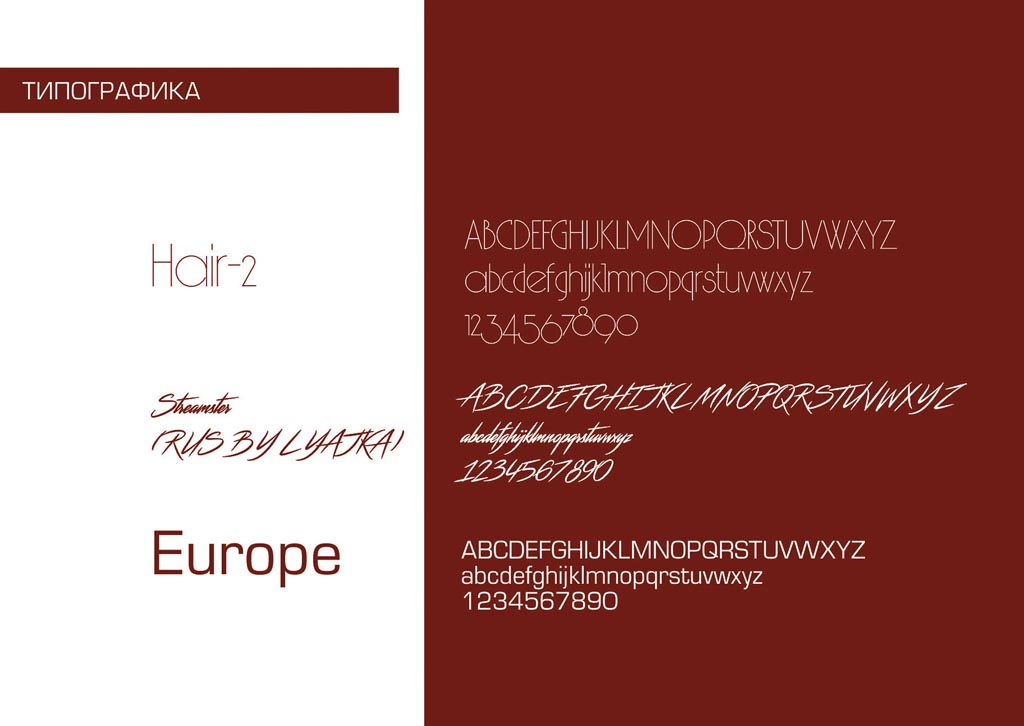 ТИПОГРАФИКА
Hair-2
ABCDEFGHIJKLMNOPQRSTUVWXYZ
abcdefghijklmnopqrstuvwxyz
1234567890
Streamster
(RUS BY LYAJKA)
ABCDEFGHIJKLMNOPQRSTUVWXYZ
abcdefghijklmnopqrstuvwxyz
1234567890
Europe
ABCDEFGHIJKLMNOPQRSTUVWXYZ
abcdefghijklmnopqrstuvwxyz
1234567890